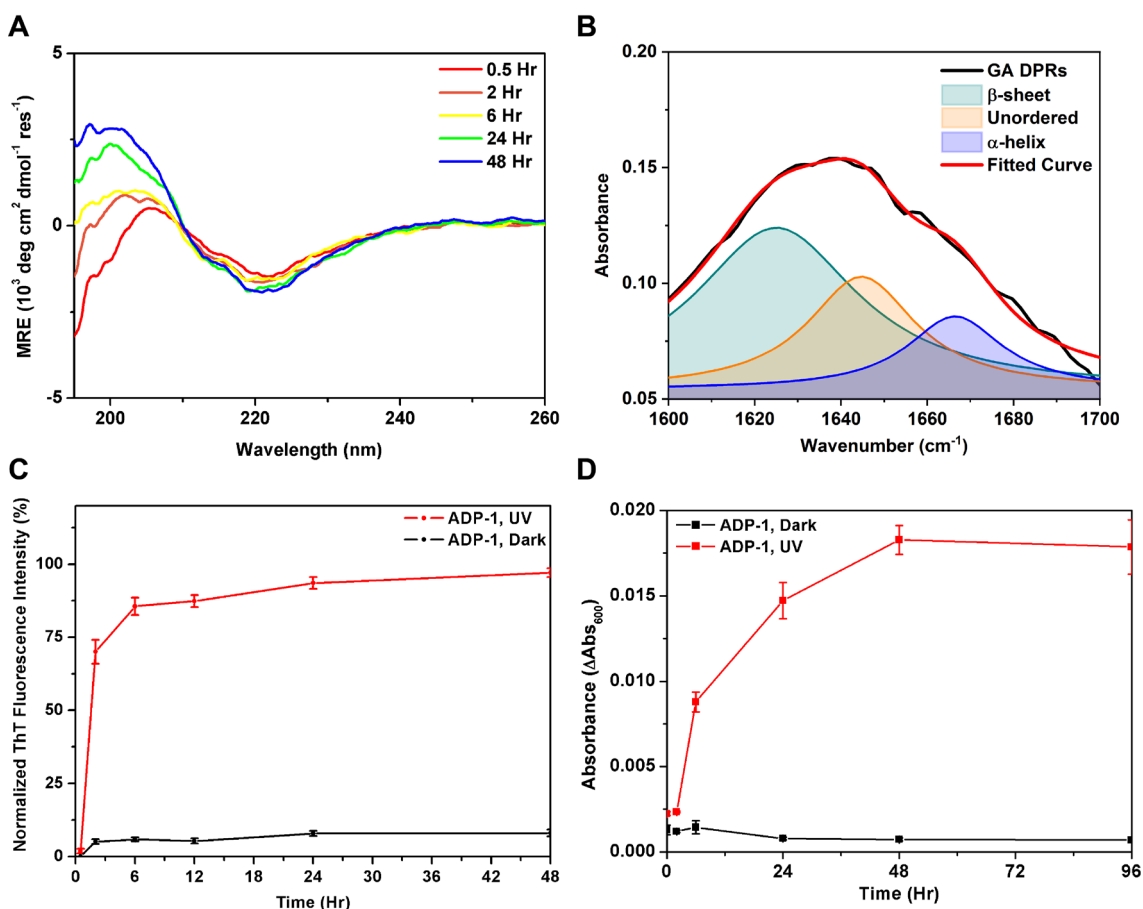 A
5
0
-5
MRE (10³ deg cm² dmol⁻¹ res⁻¹)
0.5 Hr
2 Hr
6 Hr
24 Hr
48 Hr
200 220 240 260
Wavelength (nm)
B
0.20
0.15
0.10
0.05
Absorbance
GA DPRs
β-sheet
Unordered
α-helix
Fitted Curve
1600 1620 1640 1660 1680 1700
Wavenumber (cm⁻¹)
C
Normalized ThT Fluorescence Intensity (%)
100
75
50
25
0
ADP-1, UV
ADP-1, Dark
0 6 12 18 24 30 36 42 48
Time (Hr)
D
Absorbance (ΔAbs₆₀₀)
0.020
0.015
0.010
0.005
0.000
ADP-1, Dark
ADP-1, UV
0 24 48 72 96
Time (Hr)